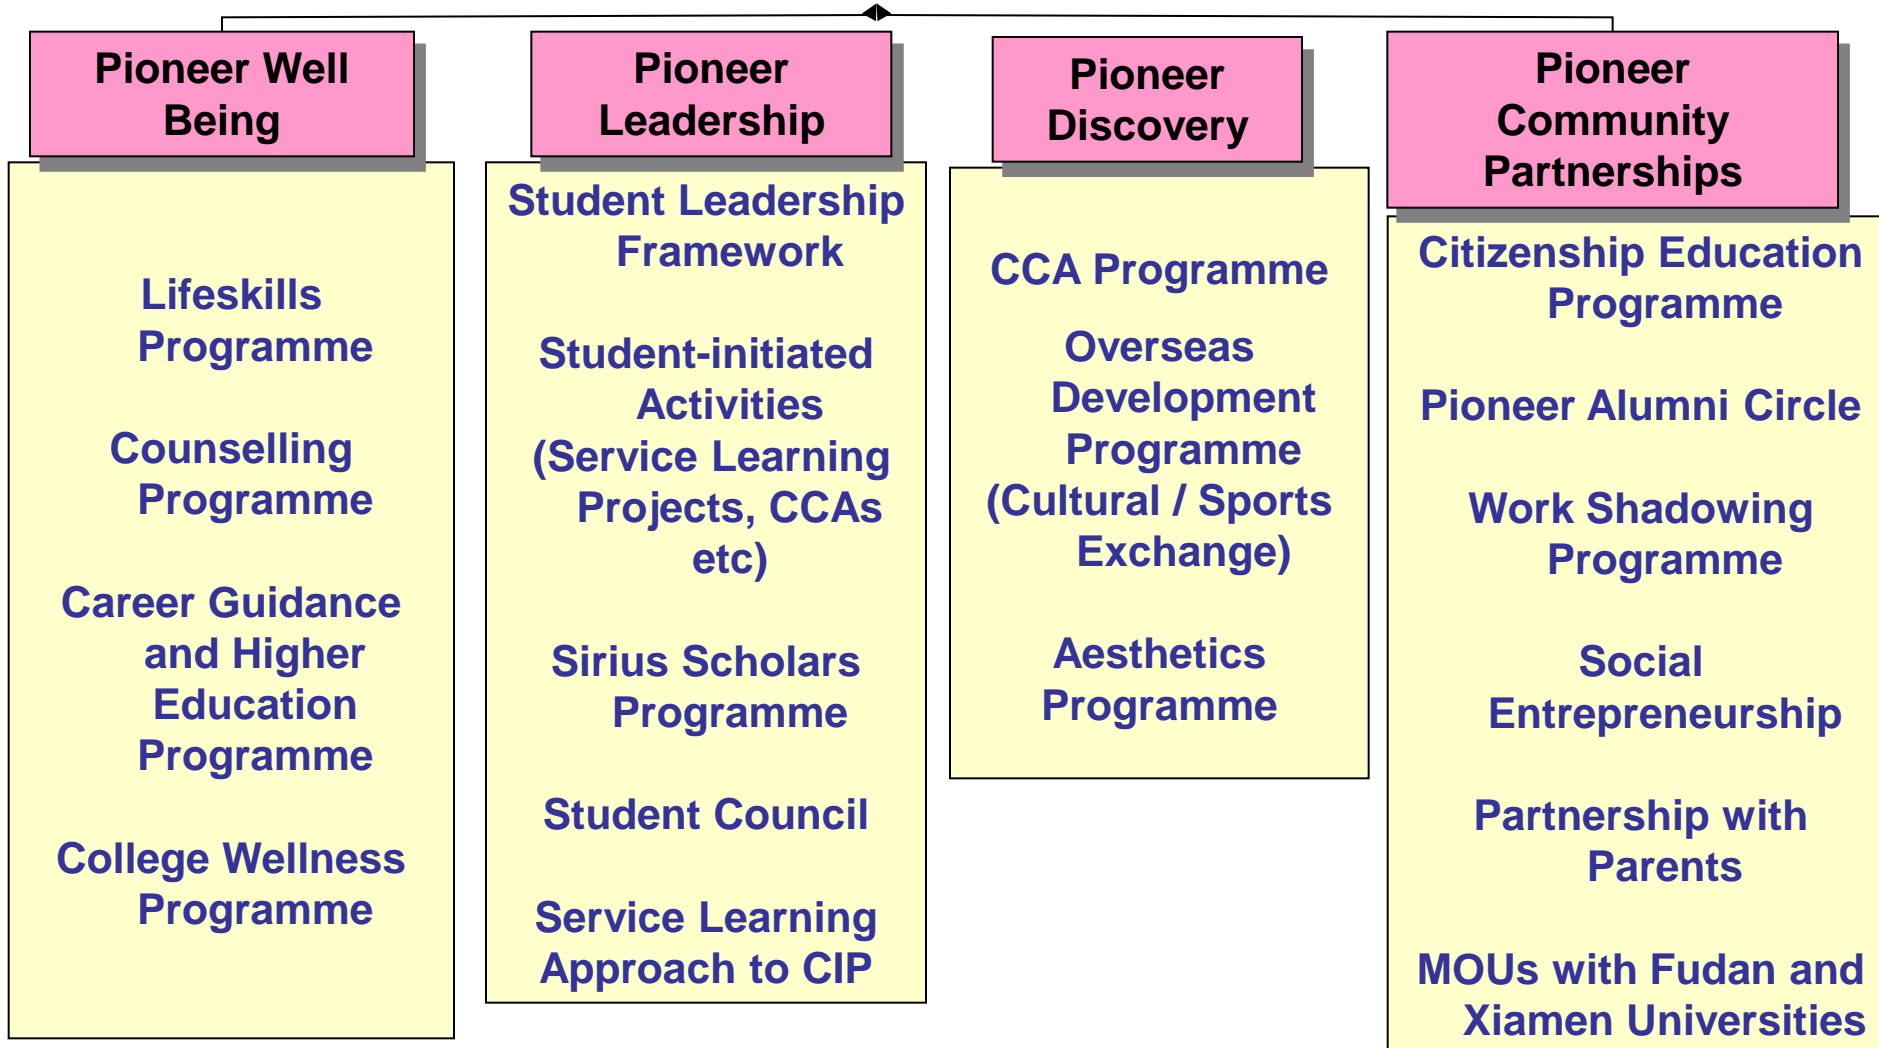 Pioneer Well
Being
Lifeskills
Programme
Counselling
Programme
Career Guidance
and Higher
Education
Programme
College Wellness
Programme
Pioneer
Leadership
Student Leadership
Framework
Student-initiated
Activities
(Service Learning
Projects, CCAs
etc)
Sirius Scholars
Programme
Student Council
Service Learning
Approach to CIP
Pioneer
Discovery
CCA Programme
Overseas
Development
Programme
(Cultural / Sports
Exchange)
Aesthetics
Programme
Pioneer
Community
Partnerships
Citizenship Education
Programme
Pioneer Alumni Circle
Work Shadowing
Programme
Social
Entrepreneurship
Partnership with
Parents
MOUs with Fudan and
Xiamen Universities